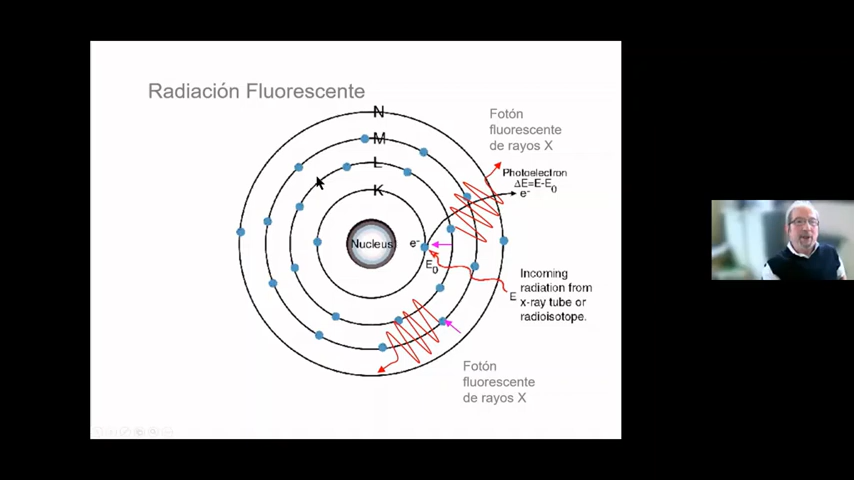 Radiación Fluorescente
N
M
L
K
Nucleus
e-
E0
Fotón
fluorescente
de rayos X
Photoelectron
ΔE=E-E0
e-
E
Incoming
radiation from
x-ray tube or
radioisotope.
Fotón
fluorescente
de rayos X